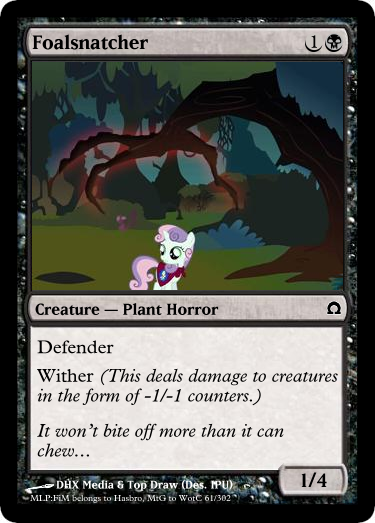 Foalsnatcher 1
Creature — Plant Horror Ω
Defender
Wither (This deals damage to creatures
in the form of -1/-1 counters.)
It won't bite off more than it can
chew...
DHX Media & Top Draw (Des. IPU)
1/4
MLP:FiM belongs to Hasbro, MtG to WotC 61/302